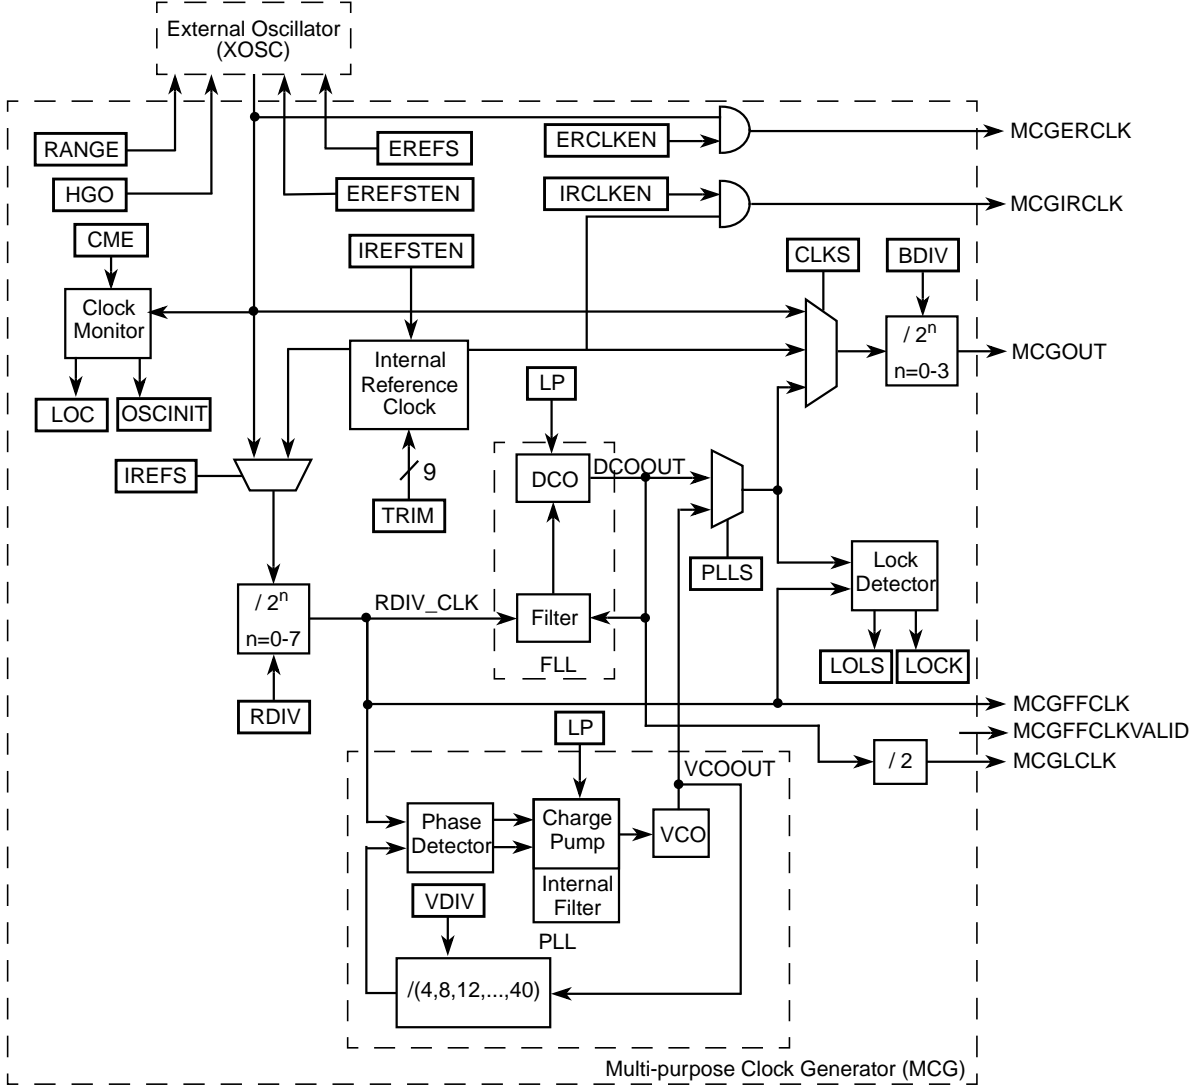 External Oscillator
(XOSC)
RANGE
EREFS
ERCLKEN
MCGERCLK
HGO
EREFSTEN
IRCLKEN
MCGIRCLK
CME
IREFSTEN
CLKS
BDIV
Clock
Monitor
Internal
Reference
Clock
/ 2ⁿ
n=0-3
MCGOUT
LOC
OSCINIT
LP
IREFS
9
TRIM
DCO
DCOOUT
PLLS
Lock
Detector
/ 2ⁿ
n=0-7
RDIV_CLK
Filter
FLL
LOLS
LOCK
RDIV
LP
MCGFFCLK
MCGFFCLKVALID
/ 2
MCGLCLK
VCOOUT
Phase
Detector
Charge
Pump
VCO
Internal
Filter
VDIV
PLL
/(4,8,12,...,40)
Multi-purpose Clock Generator (MCG)